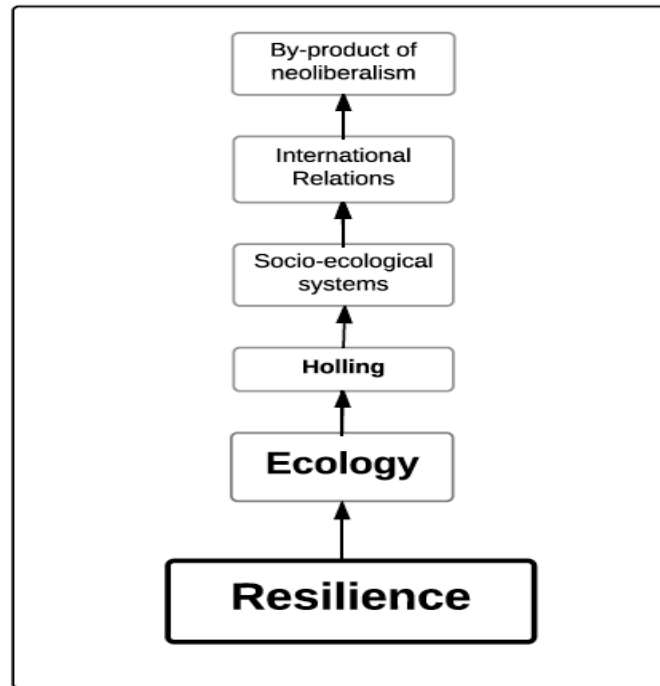 By-product of
neoliberalism
International
Relations
Socio-ecological
systems
Holling
Ecology
Resilience